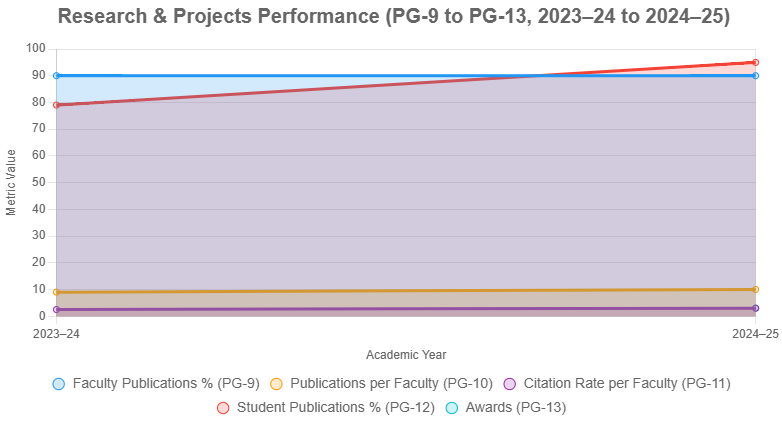 Research & Projects Performance (PG-9 to PG-13, 2023–24 to 2024–25)
100
90
80
70
60
50
40
30
20
10
0
Metric Value
2023–24
2024–25
Academic Year
Faculty Publications % (PG-9)
Publications per Faculty (PG-10)
Citation Rate per Faculty (PG-11)
Student Publications % (PG-12)
Awards (PG-13)